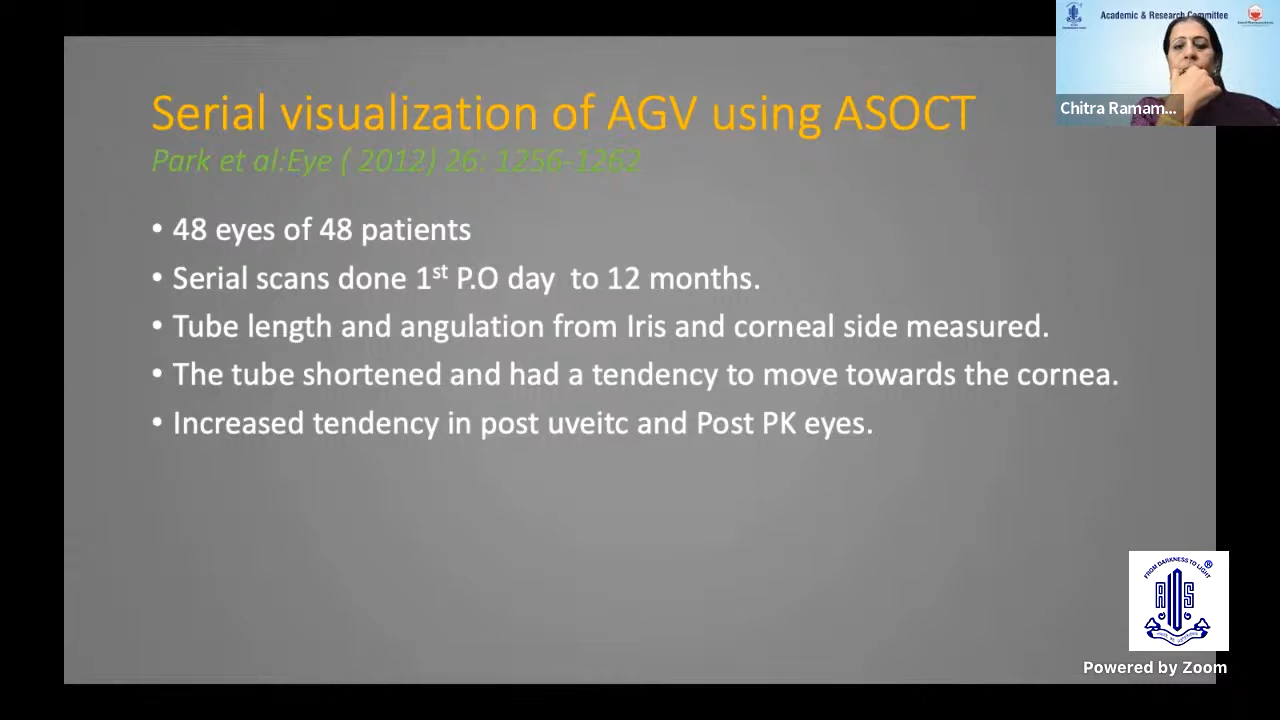 Academic & Research Committee
Chitra Ramam...
Serial visualization of AGV using ASOCT
Park et al:Eye ( 2012) 26: 1256-1262
• 48 eyes of 48 patients
• Serial scans done 1st P.O day to 12 months.
• Tube length and angulation from Iris and corneal side measured.
• The tube shortened and had a tendency to move towards the cornea.
• Increased tendency in post uveitc and Post PK eyes.
FROM DARKNESS TO LIGHT
®
AIOS
Powered by Zoom